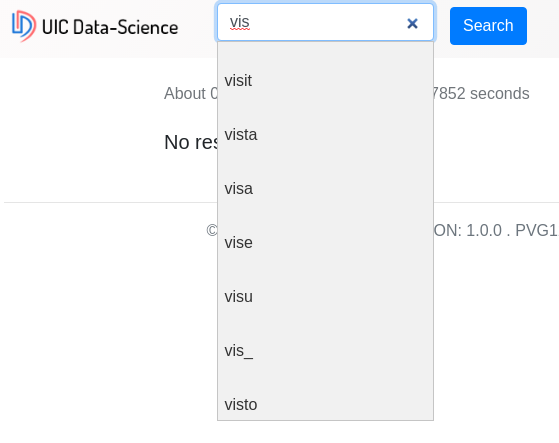 UIC Data-Science
vis
Search
visit
About 0 7852 seconds
vista
No res
visa
© ON: 1.0.0 . PVG1
vise
visu
vis_
visto